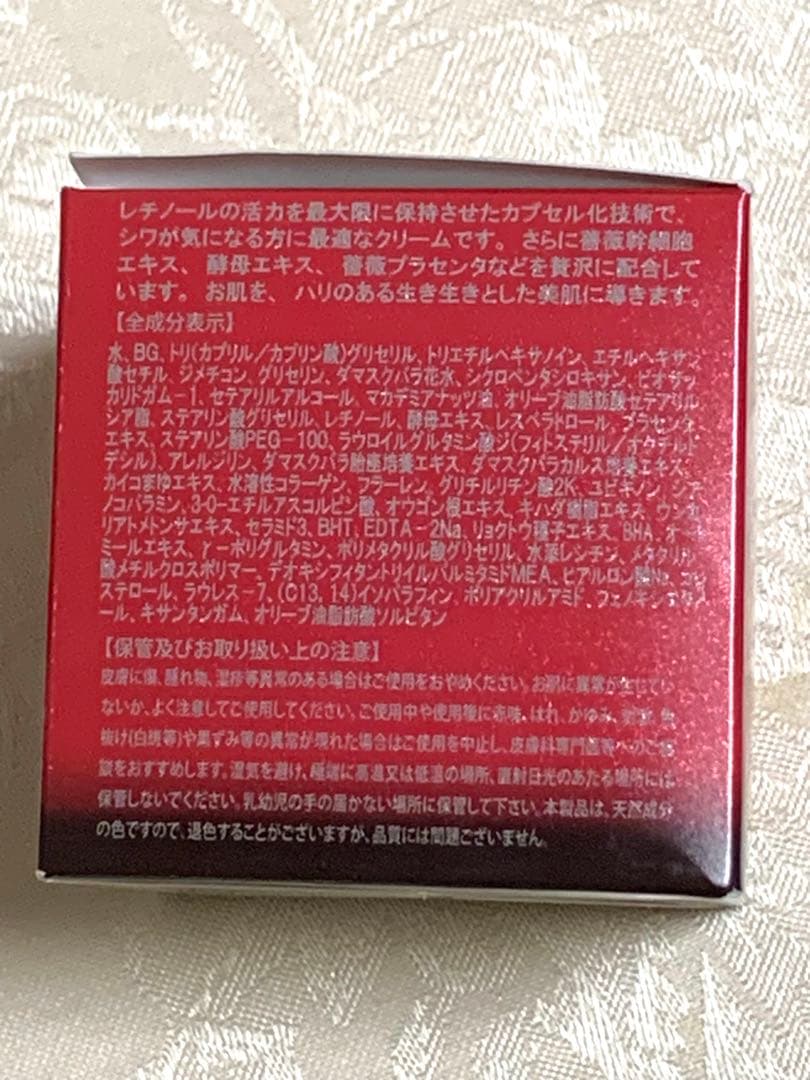 レチノールの活力を最大限に保持させたカプセル化技術で、
シワが気になる方に最適なクリームです。さらに薔薇幹細胞
エキス、酵母エキス、薔薇プラセンタなどを贅沢に配合して
います。お肌を、ハリのある生き生きとした美肌に導きます。
【全成分表示】
水、BG、トリ(カプリル/カプリン酸)グリセリル、トリエチルヘキサノイン、エチルヘキサン
酸セチル、ジメチコン、グリセリン、ダマスクバラ花水、シクロペンタシロキサン、ビオサッ
カリドガム-1、セテアリルアルコール、マカデミアナッツ油、オリーブ油脂肪酸セテアリル
シア脂、ステアリン酸グリセリル、レチノール、酵母エキス、レスベラトロール、プラセンタ
エキス、ステアリン酸PEG-100、ラウロイルグルタミン酸ジ(フィトステリル/オクチルド
デシル)、アレルジリン、ダマスクバラ胎座培養エキス、ダマスクバラカルス培養エキス、
カイコまゆエキス、水溶性コラーゲン、フラーレン、グリチルリチン酸2K、ユビキノン、シア
ノコバラミン、3-O-エチルアスコルビン酸、オウゴン根エキス、キハダ樹皮エキス、
リアトメントサエキス、セラミド3、BHT、EDTA-2Na、リョクトウ種子エキス、BHA、オー
ミールエキス、γ-ポリグルタミン、ポリメタクリル酸グリセリル、水添レシチン、メタクリル
酸メチルクロスポリマー、デオキシフィタントリイルパルミタミドMEA、ヒアルロン酸Na、コレ
ステロール、ラウレス-7、(C13, 14)イソパラフィン、ポリアクリルアミド、フェノキシエタノ
ール、キサンタンガム、オリーブ油脂肪酸ソルビタン
【保管及びお取り扱い上の注意】
皮膚に傷、腫れ物、湿疹等異常のある場合はご使用をおやめください。お肌に異常が生じてい
ないか、よく注意してご使用してください。ご使用中や使用後に赤味、はれ、かゆみ、刺激、色
抜け(白斑等)や黒ずみ等の異常が現れた場合はご使用を中止し、皮膚科専門医等へのご相
談をおすすめします。湿気を避け、極端に高温又は低温の場所、直射日光のあたる場所には
保管しないでください。乳幼児の手の届かない場所に保管して下さい。本製品は、天然成分
の色ですので、退色することがございますが、品質には問題ございません。